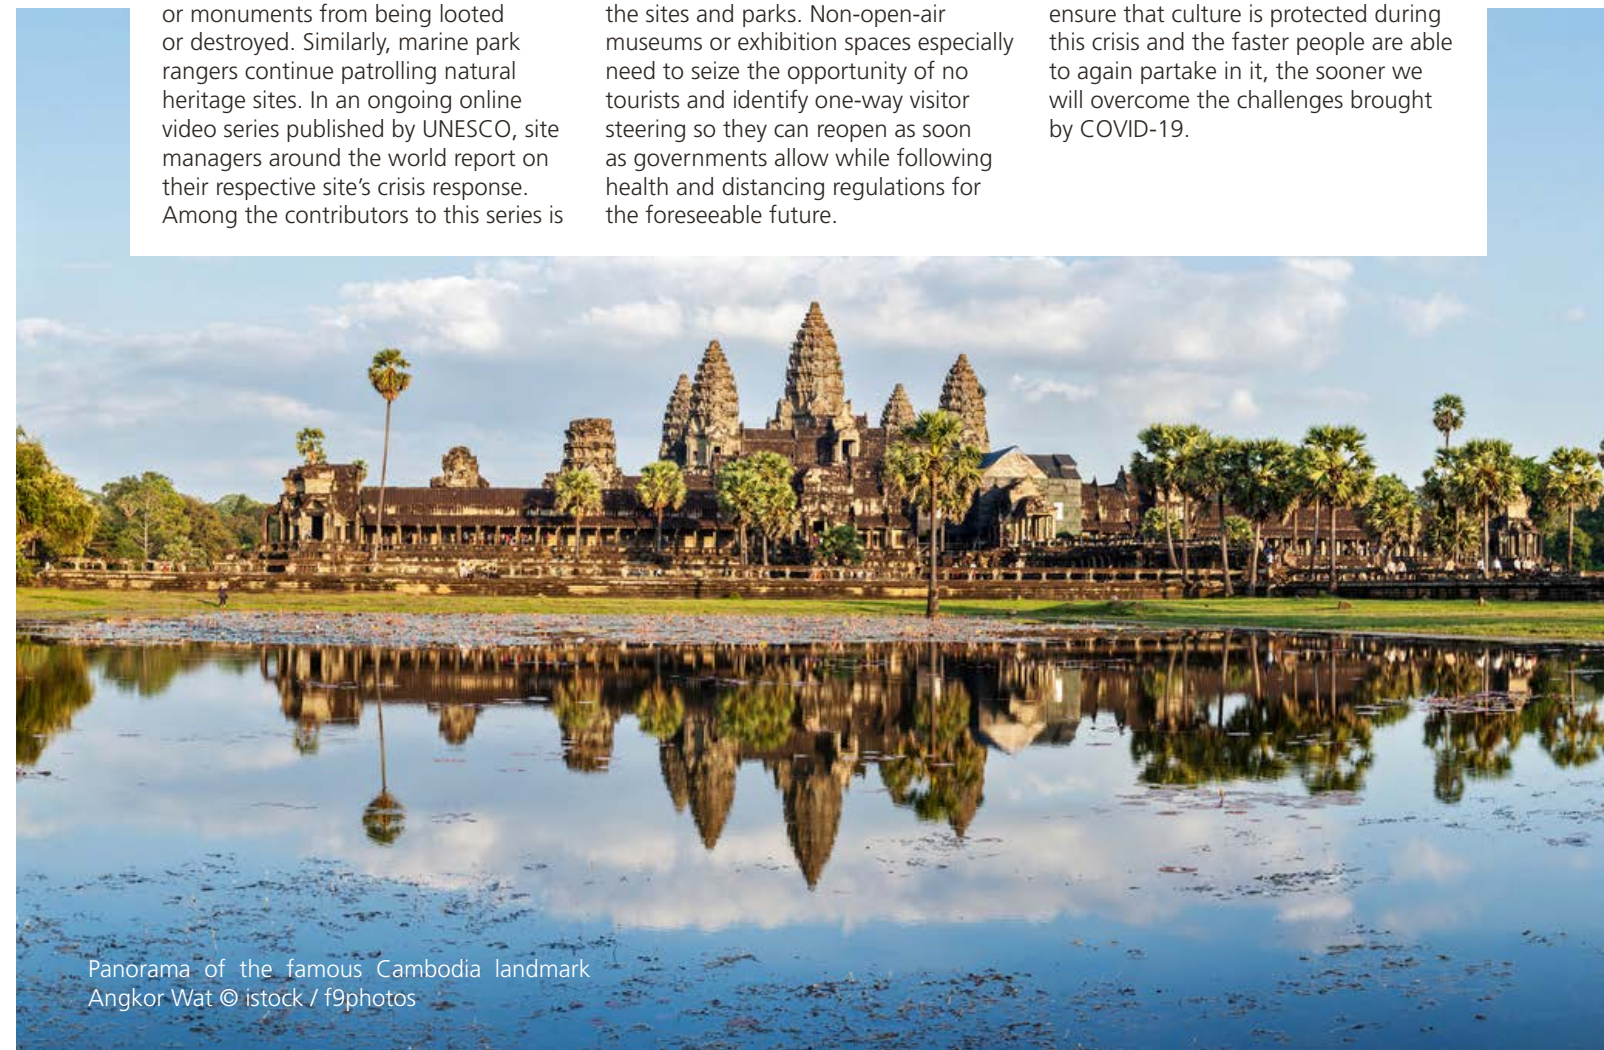 or monuments from being looted
or destroyed. Similarly, marine park
rangers continue patrolling natural
heritage sites. In an ongoing online
video series published by UNESCO, site
managers around the world report on
their respective site's crisis response.
Among the contributors to this series is
the sites and parks. Non-open-air
museums or exhibition spaces especially
need to seize the opportunity of no
tourists and identify one-way visitor
steering so they can reopen as soon
as governments allow while following
health and distancing regulations for
the foreseeable future.
ensure that culture is protected during
this crisis and the faster people are able
to again partake in it, the sooner we
will overcome the challenges brought
by COVID-19.
Panorama of the famous Cambodia landmark
Angkor Wat © istock / f9photos